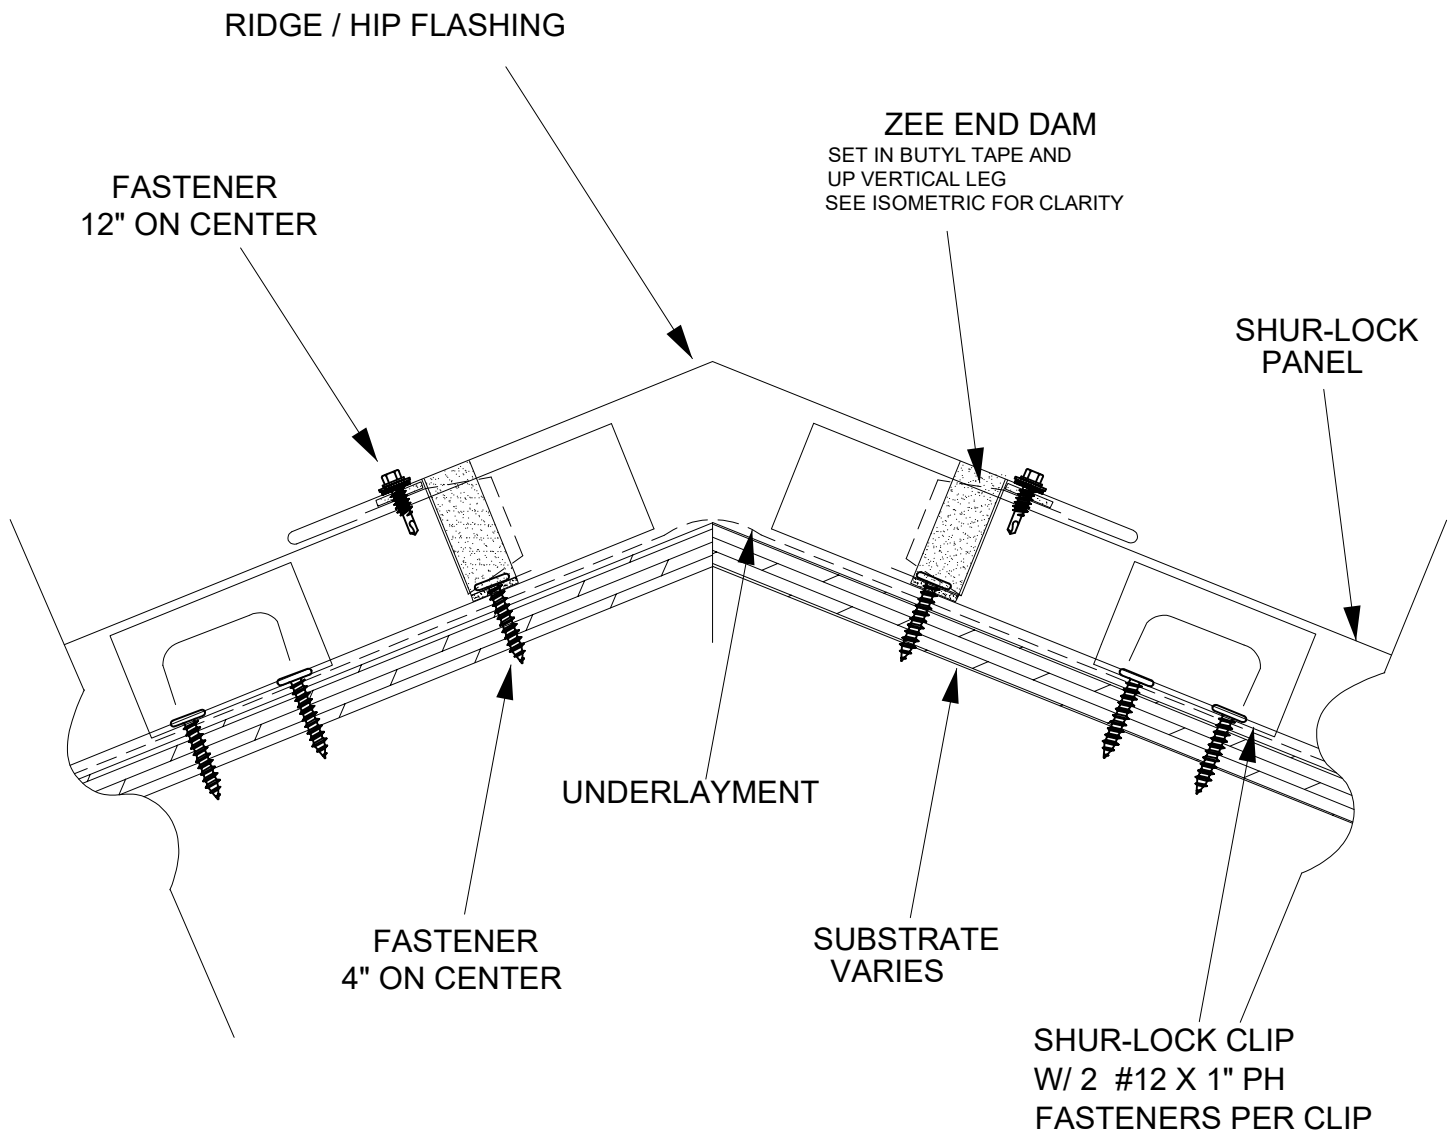 RIDGE / HIP FLASHING
ZEE END DAM
SET IN BUTYL TAPE AND
UP VERTICAL LEG
SEE ISOMETRIC FOR CLARITY
FASTENER
12" ON CENTER
SHUR-LOCK
PANEL
UNDERLAYMENT
FASTENER
4" ON CENTER
SUBSTRATE
VARIES
SHUR-LOCK CLIP
W/ 2 #12 X 1" PH
FASTENERS PER CLIP